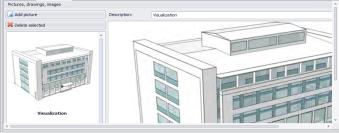 Pictures, drawings, images
Add picture
Description:
Visualization
Delete selected
Visualization